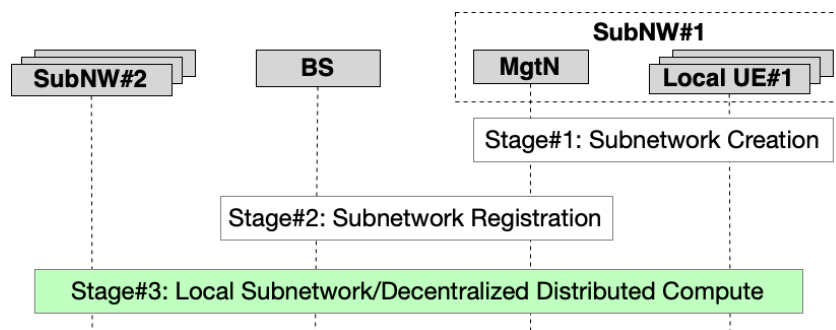 SubNW#1
SubNW#2
BS
MgtN
Local UE#1
Stage#1: Subnetwork Creation
Stage#2: Subnetwork Registration
Stage#3: Local Subnetwork/Decentralized Distributed Compute